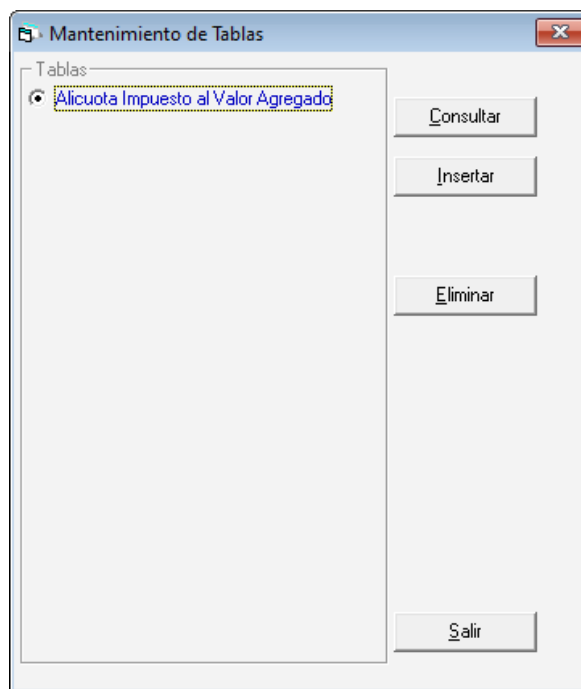 Mantenimiento de Tablas
Tablas
Alicuota Impuesto al Valor Agregado
Consultar
Insertar
Eliminar
Salir